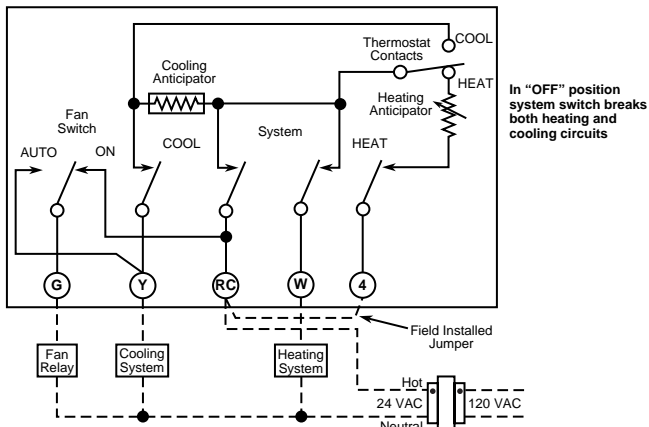 COOL
Thermostat
Contacts
HEAT
Cooling
Anticipator
Heating
Anticipator
In “OFF” position
system switch breaks
both heating and
cooling circuits
Fan
Switch
System
AUTO
ON
COOL
HEAT
G
Y
RC
W
4
Field Installed
Jumper
Fan
Relay
Cooling
System
Heating
System
Hot
24 VAC
120 VAC
Neutral